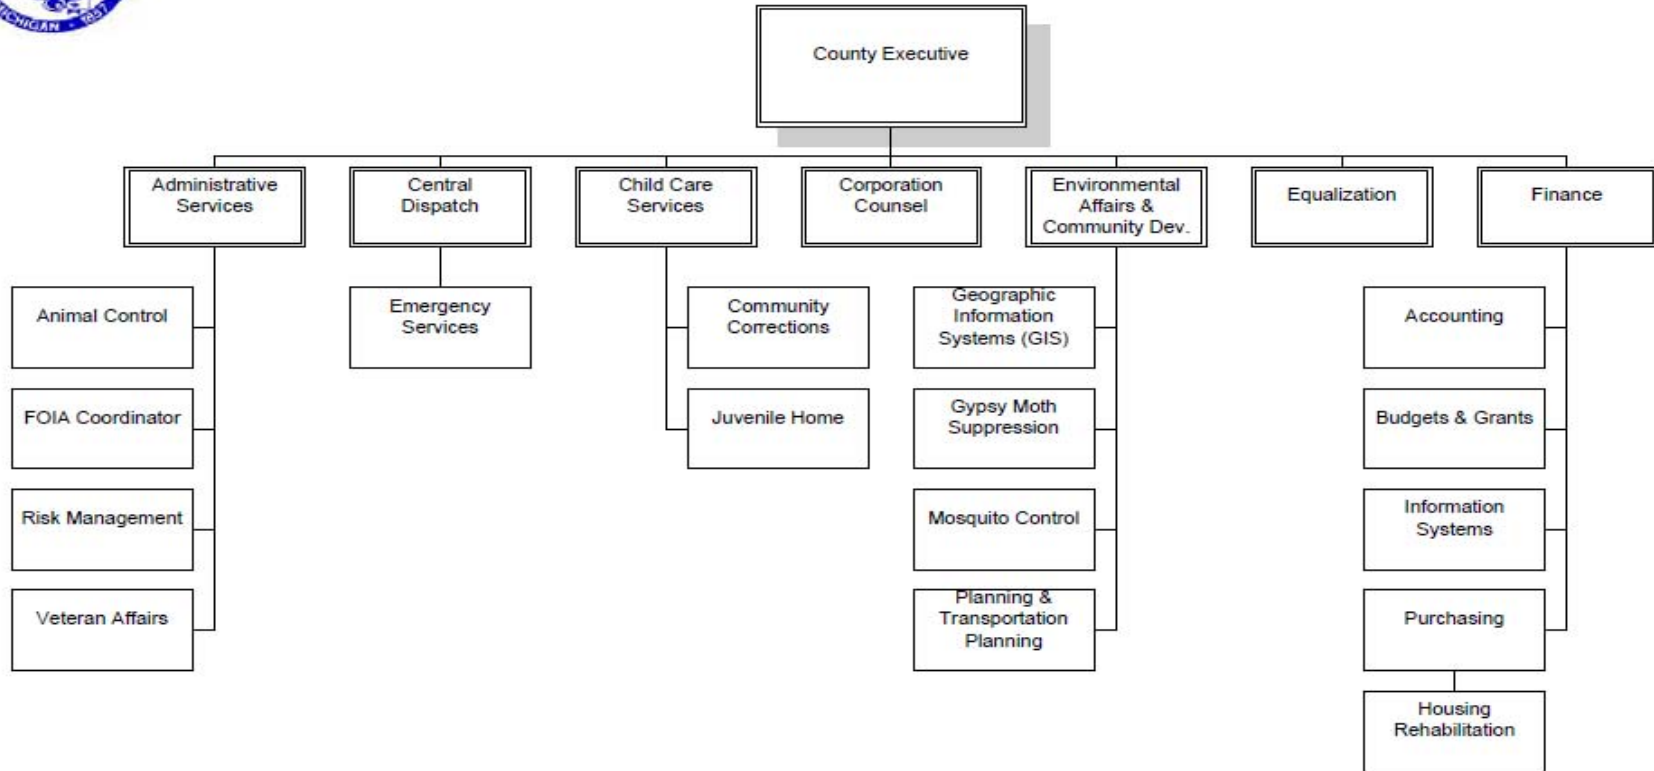 MICHIGAN - 1857
County Executive
Administrative
Services
Central
Dispatch
Child Care
Services
Corporation
Counsel
Environmental
Affairs &
Community Dev.
Equalization
Finance
Animal Control
FOIA Coordinator
Risk Management
Veteran Affairs
Emergency
Services
Community
Corrections
Juvenile Home
Geographic
Information
Systems (GIS)
Gypsy Moth
Suppression
Mosquito Control
Planning &
Transportation
Planning
Accounting
Budgets & Grants
Information
Systems
Purchasing
Housing
Rehabilitation